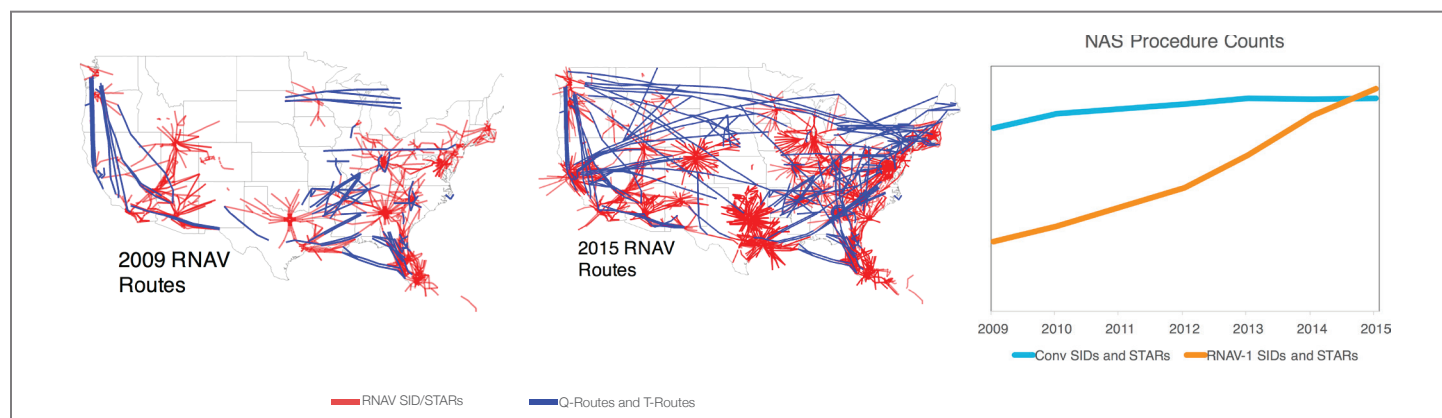 2009 RNAV
Routes
2015 RNAV
Routes
RNAV SID/STARs
Q-Routes and T-Routes
NAS Procedure Counts
2009 2010 2011 2012 2013 2014 2015
Conv SIDs and STARs RNAV-1 SIDs and STARs